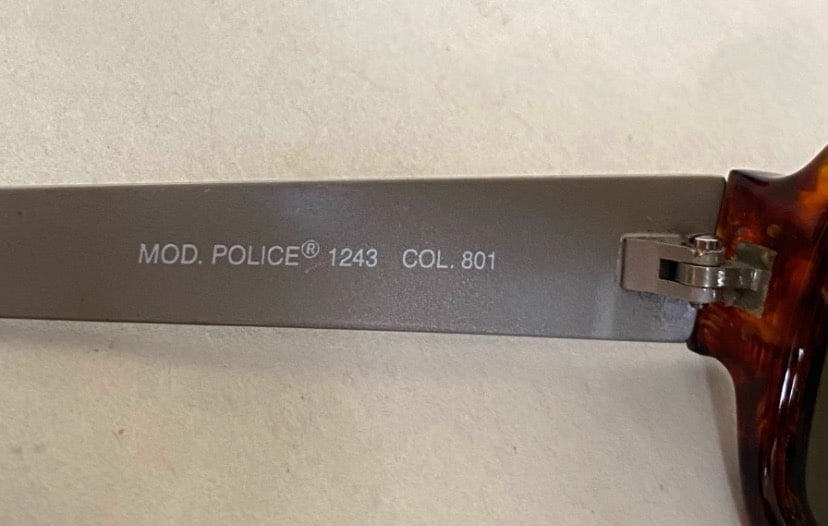 MOD. POLICE® 1243 COL. 801